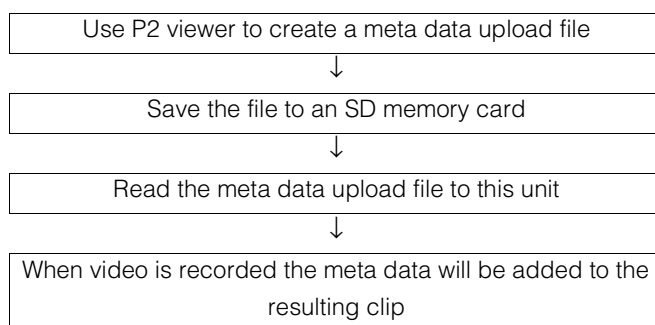 Use P2 viewer to create a meta data upload file
↓
Save the file to an SD memory card
↓
Read the meta data upload file to this unit
↓
When video is recorded the meta data will be added to the
resulting clip